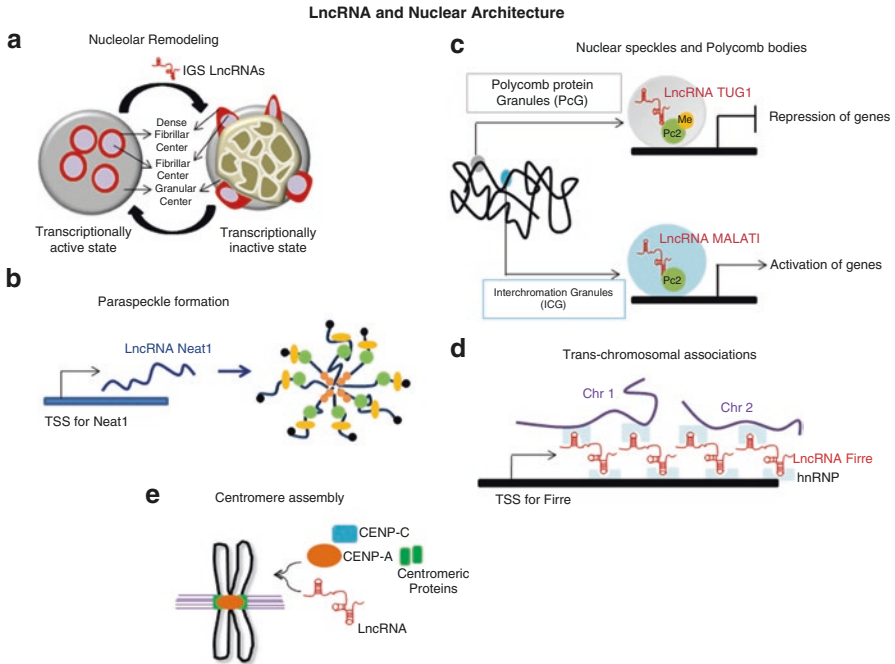 LncRNA and Nuclear Architecture
a
Nucleolar Remodeling
IGS LncRNAs
Dense
Fibrillar
Center
Fibrillar
Center
Granular
Center
Transcriptionally
active state
Transcriptionally
inactive state
b
Paraspeckle formation
LncRNA Neat1
TSS for Neat1
c
Nuclear speckles and Polycomb bodies
Polycomb protein
Granules (PcG)
LncRNA TUG1
Me
Pc2
Repression of genes
LncRNA MALATI
Pc2
Activation of genes
Interchromation Granules
(ICG)
d
Trans-chromosomal associations
Chr 1
Chr 2
LncRNA Firre
hnRNP
TSS for Firre
e
Centromere assembly
CENP-C
CENP-A
Centromeric
Proteins
LncRNA